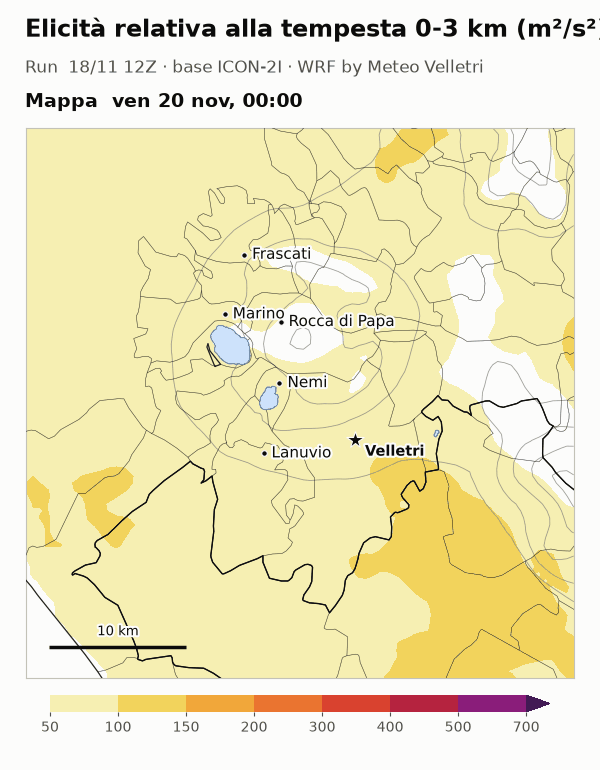 Elicità relativa alla tempesta 0-3 km (m²/s²)
Run 18/11 12Z · base ICON-2I · WRF by Meteo Velletri
Mappa ven 20 nov, 00:00
Frascati
Marino
Rocca di Papa
Nemi
Velletri
Lanuvio
10 km
50 100 150 200 300 400 500 700